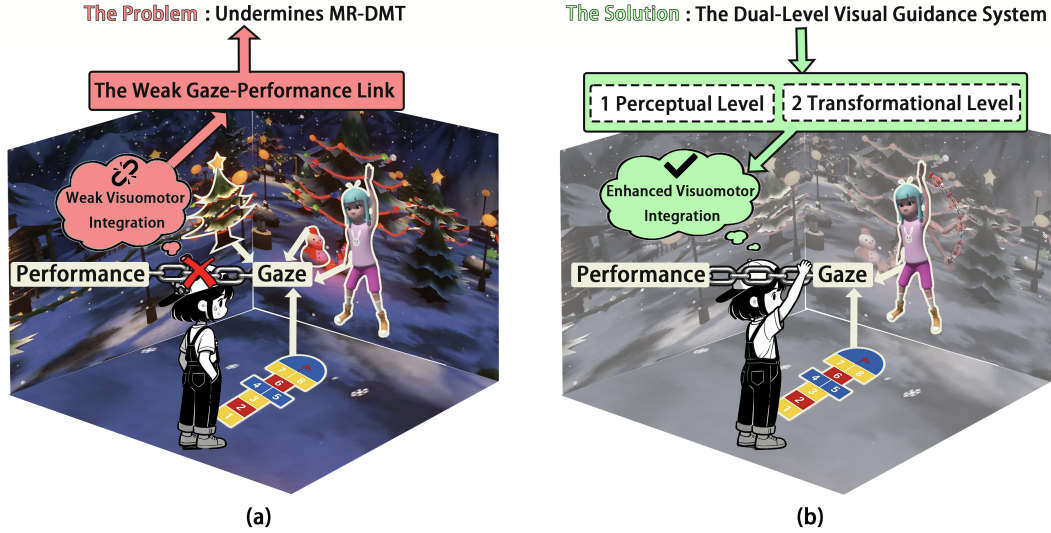 The Problem : Undermines MR-DMT
The Weak Gaze-Performance Link
Weak Visuomotor
Integration
Performance
Gaze
1
2
3
4
5
6
7
8
(a)
The Solution : The Dual-Level Visual Guidance System
1 Perceptual Level
2 Transformational Level
Enhanced Visuomotor
Integration
Performance
Gaze
1
2
3
4
5
6
7
8
(b)